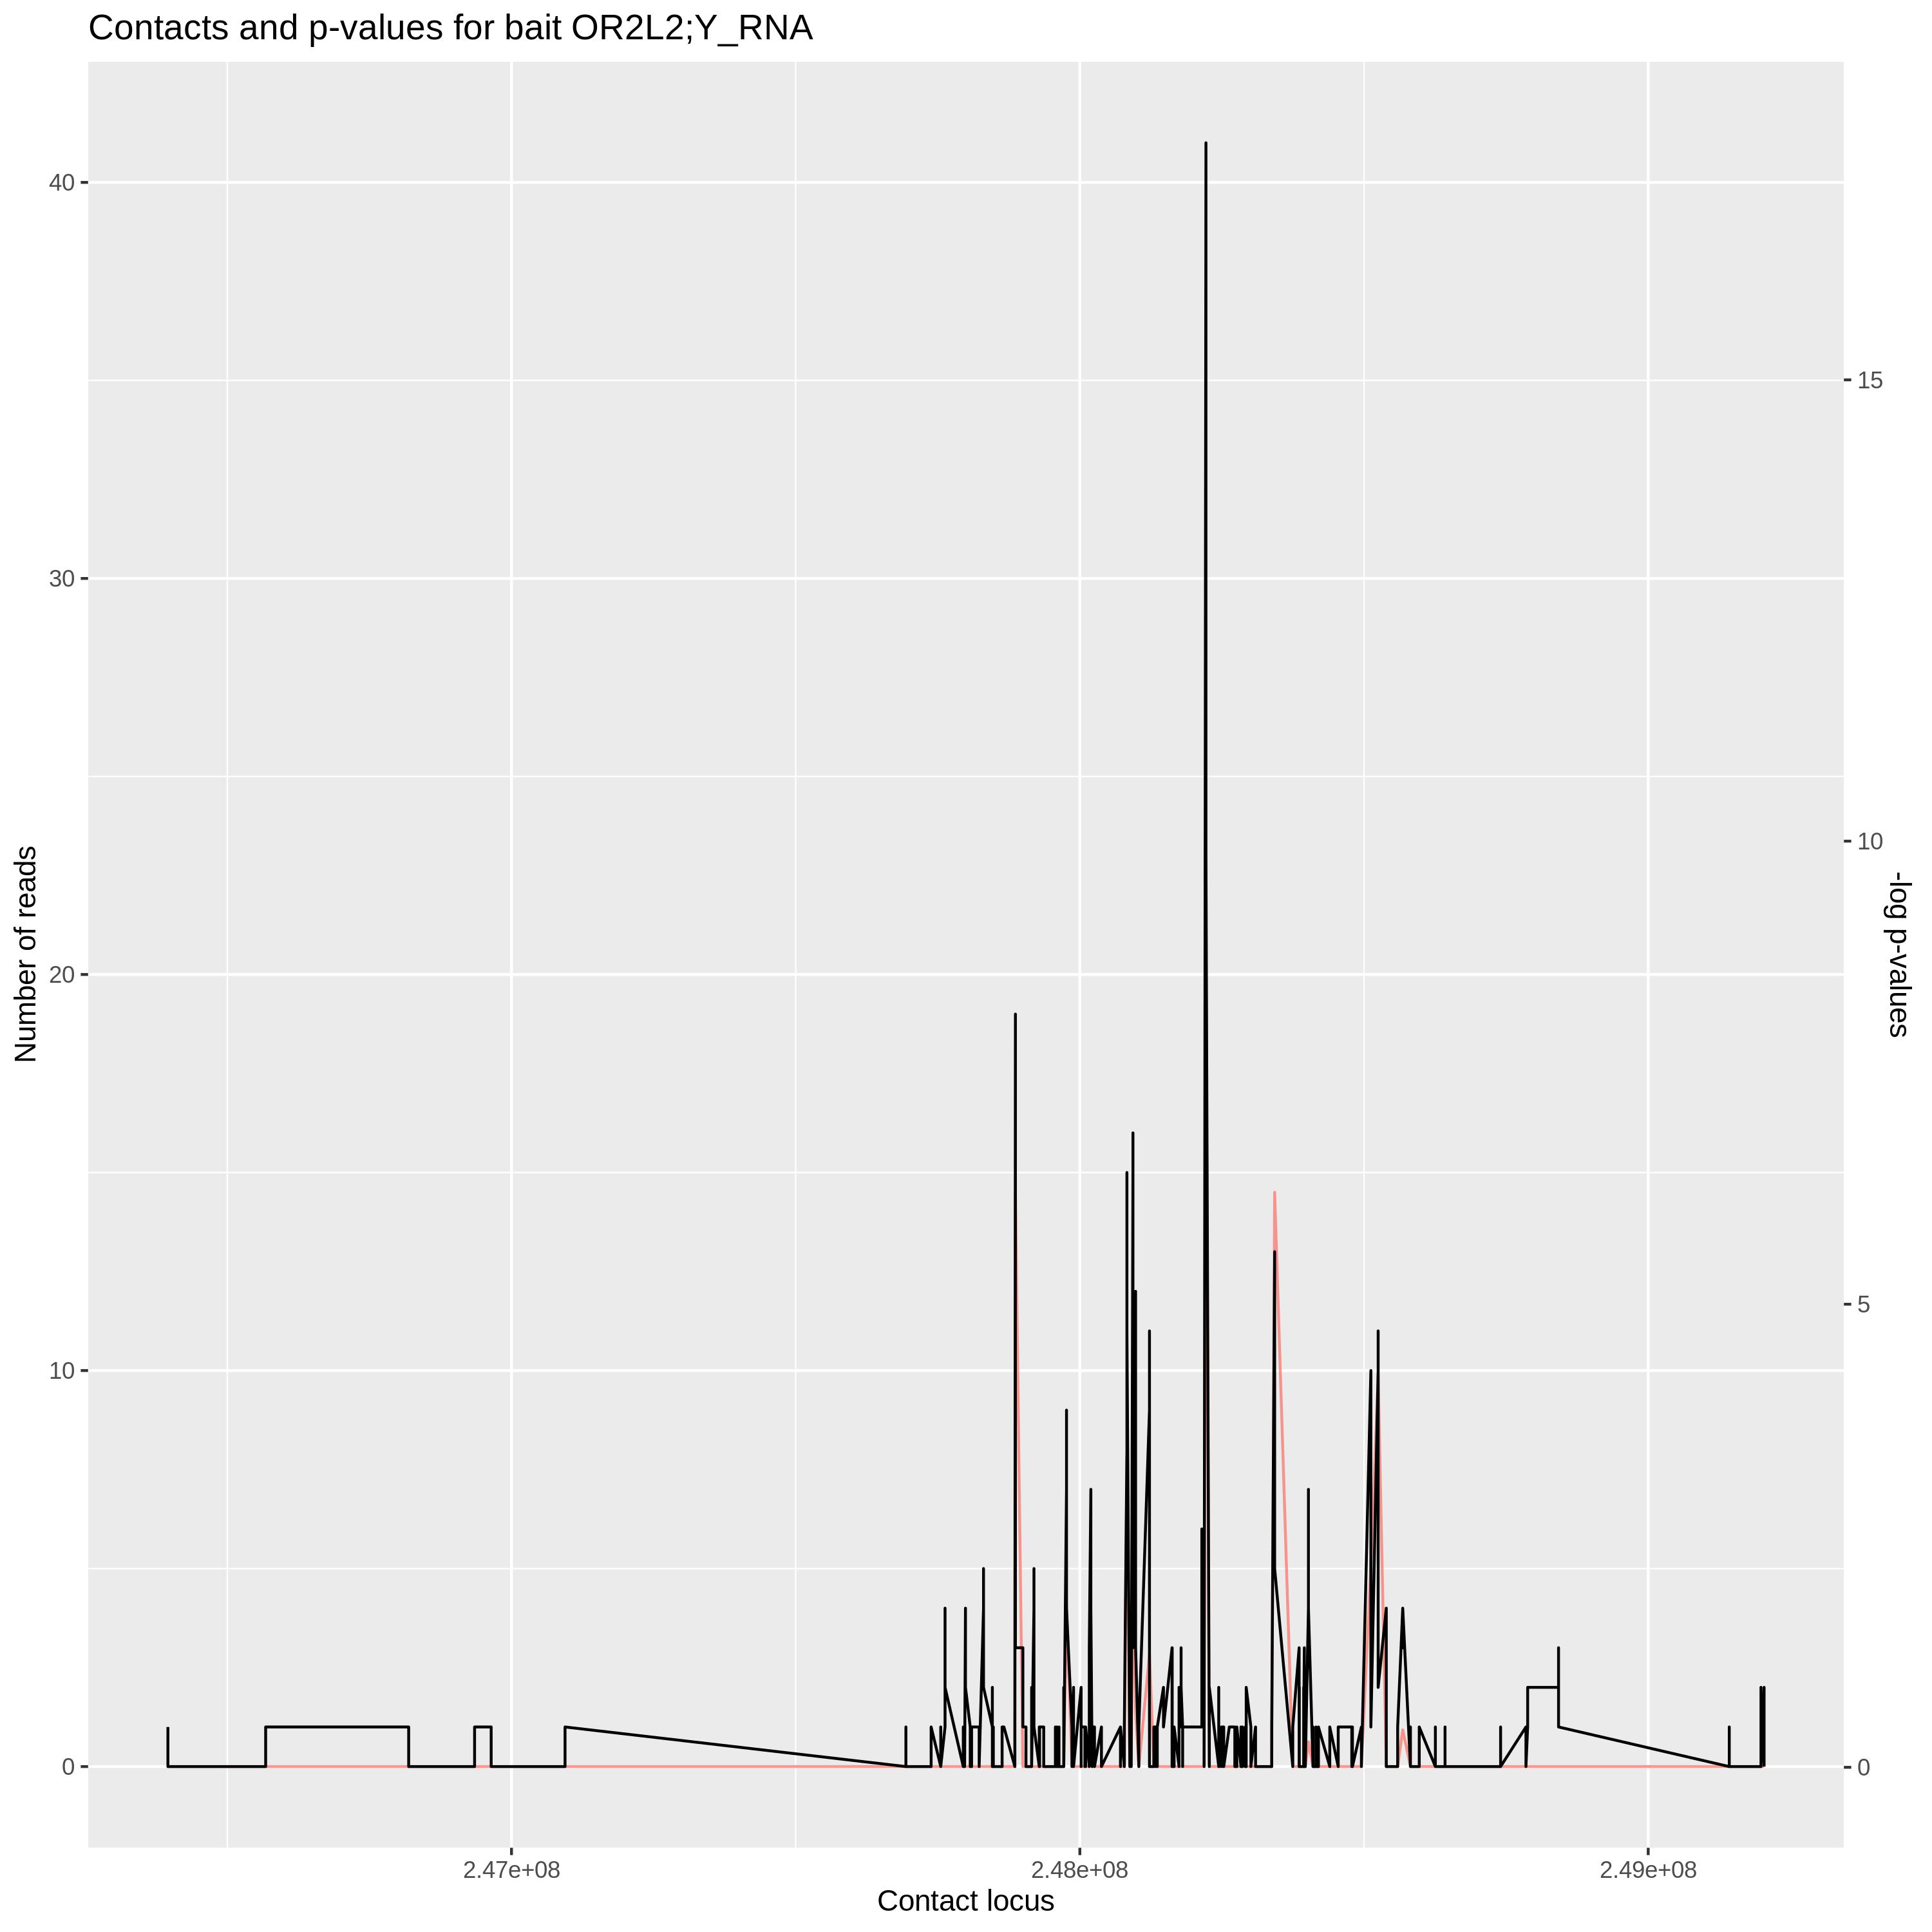 Contacts and p-values for bait OR2L2;Y_RNA
40
30
20
10
0
Number of reads
15
10
5
0
-log p-values
2.47e+08
2.48e+08
2.49e+08
Contact locus